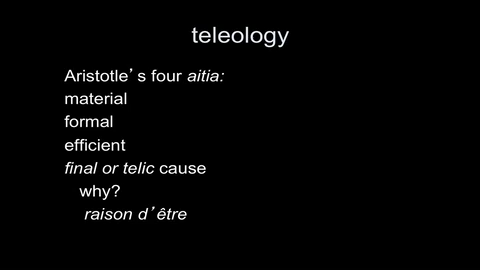 teleology
Aristotle’s four aitia:
material
formal
efficient
final or telic cause
why?
raison d’être